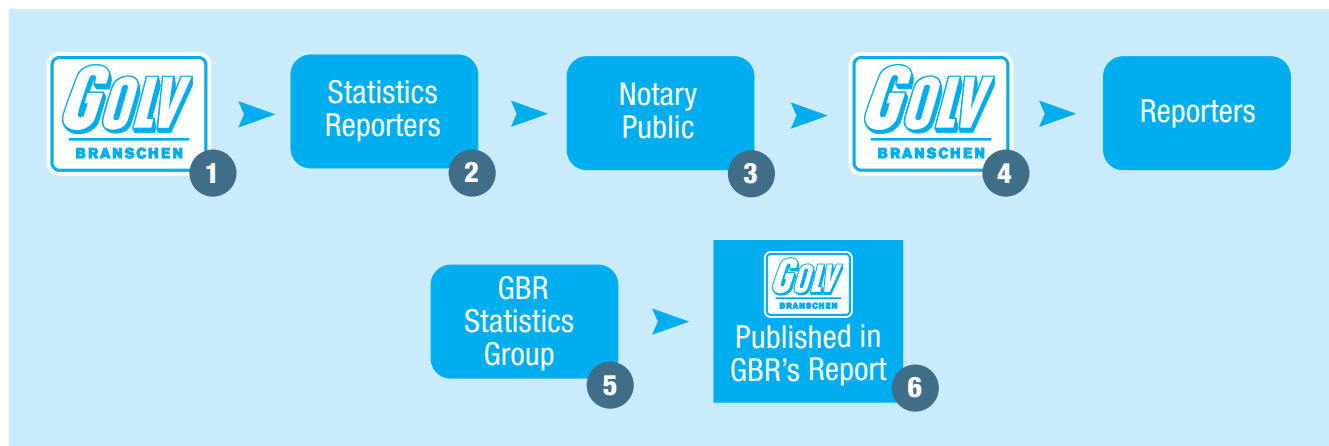 GOLV
BRANSCHEN
1
Statistics
Reporters
2
Notary
Public
3
GOLV
BRANSCHEN
4
Reporters
GBR
Statistics
Group
5
GOLV
BRANSCHEN
Published in
GBR's Report
6